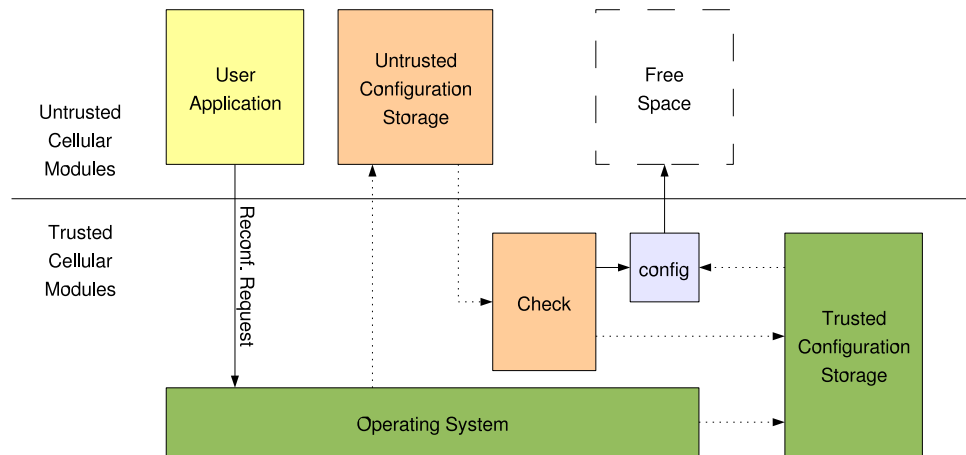 User
Application
Untrusted
Configuration
Storage
Free
Space
Untrusted
Cellular
Modules
Trusted
Cellular
Modules
Reconf. Request
Check
config
Trusted
Configuration
Storage
Operating System